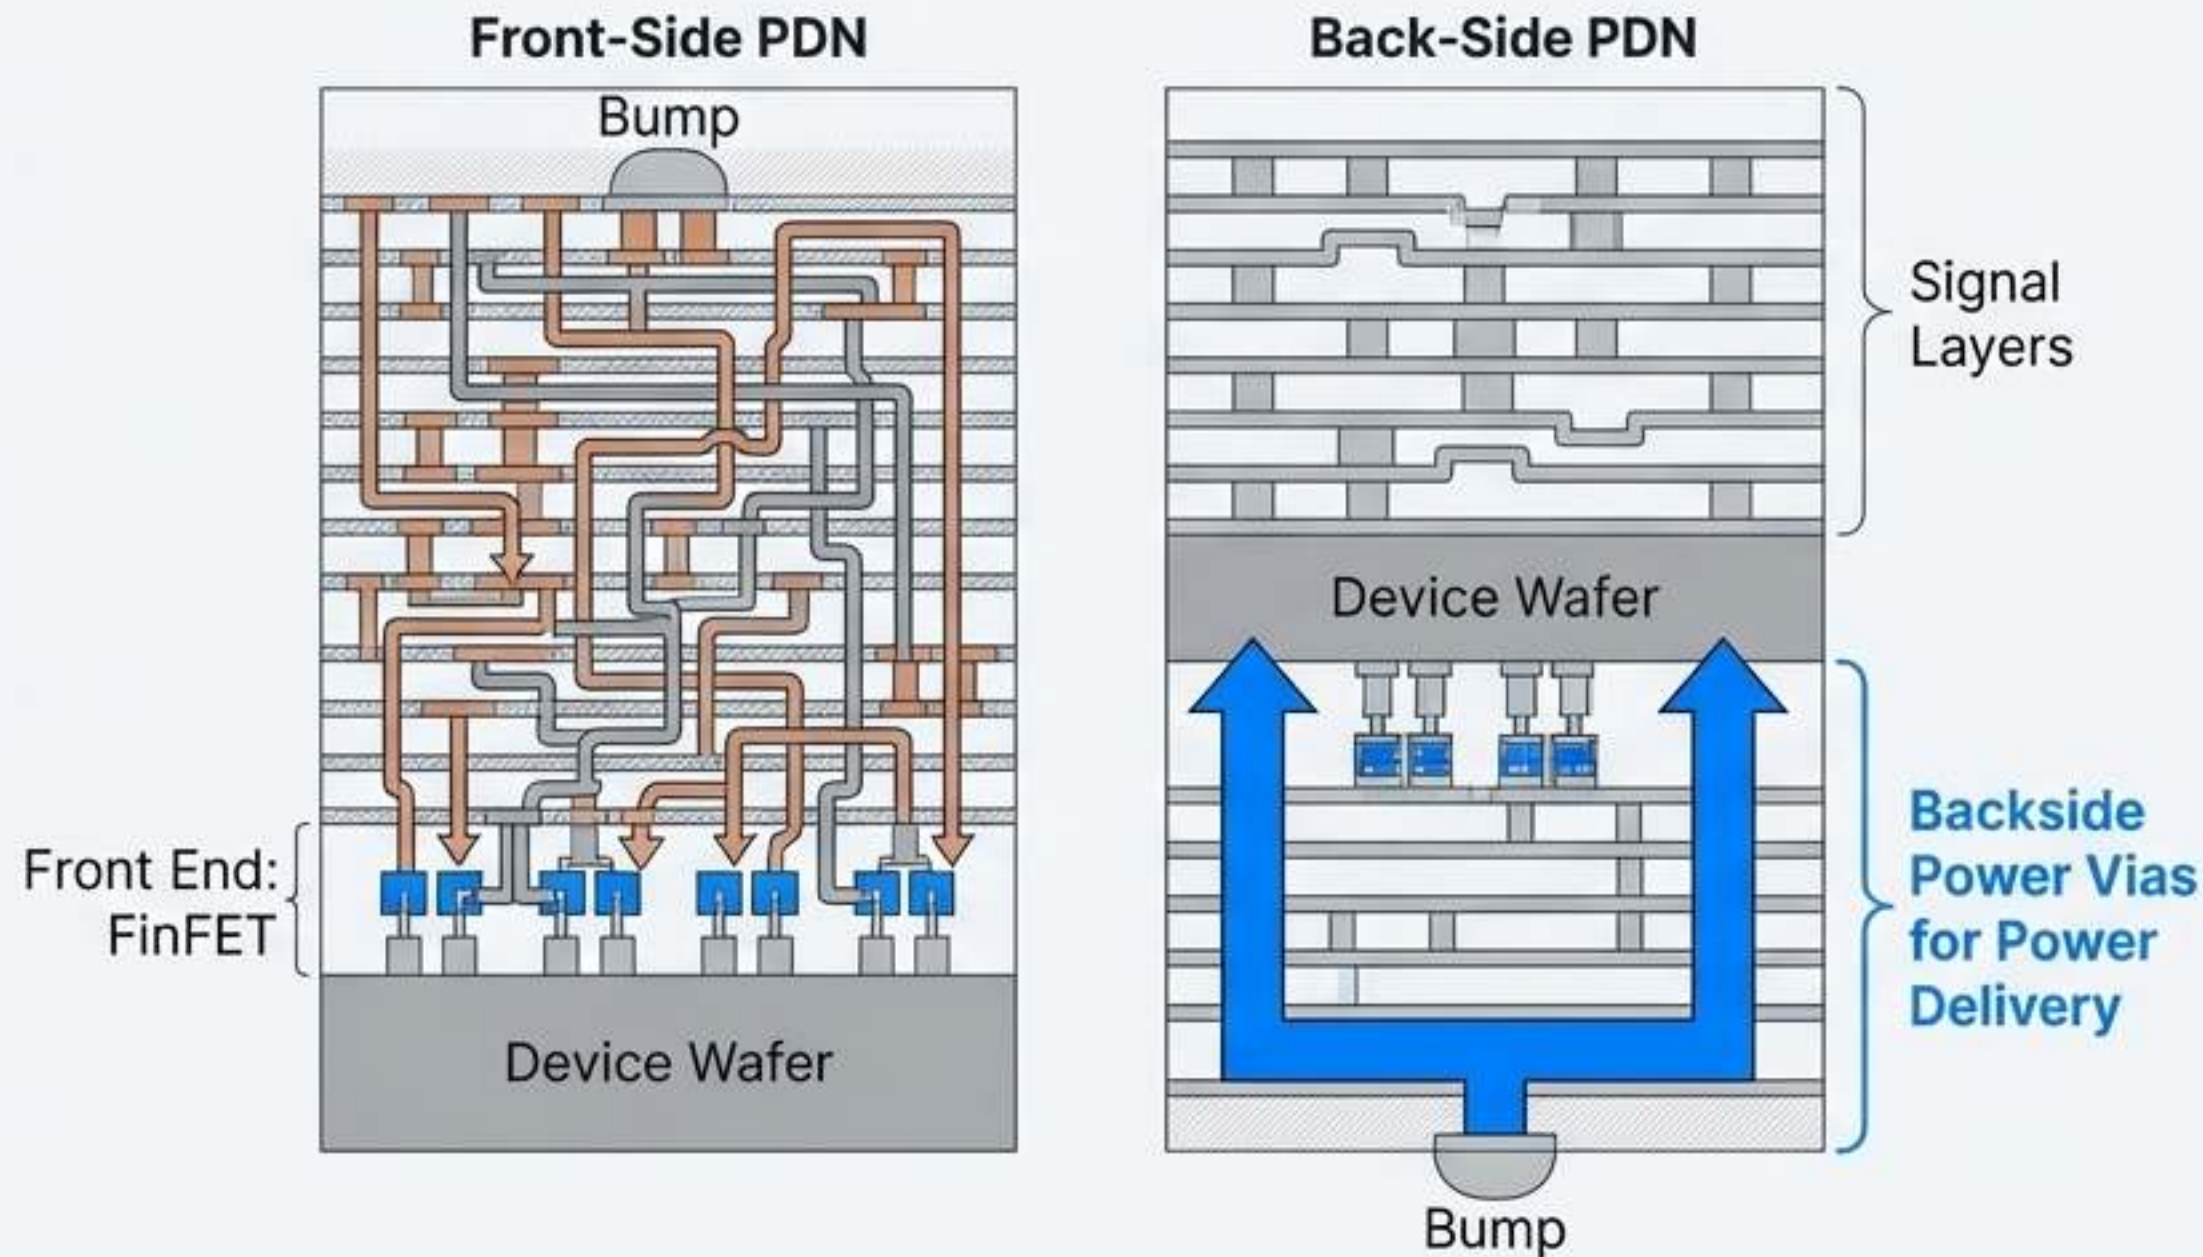 Front-Side PDN
Bump
Front End:
FinFET
Device Wafer
Back-Side PDN
Signal
Layers
Device Wafer
Backside
Power Vias
for Power
Delivery
Bump